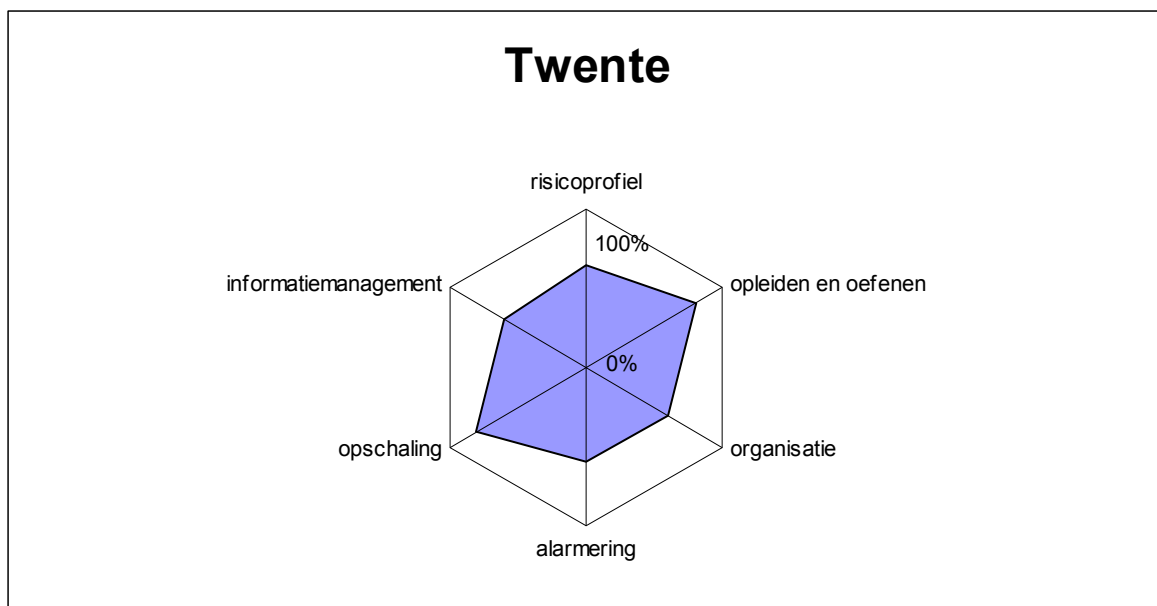 Twente
risicoprofiel
100%
informatiemanagement
opleiden en oefenen
0%
opschaling
organisatie
alarmering